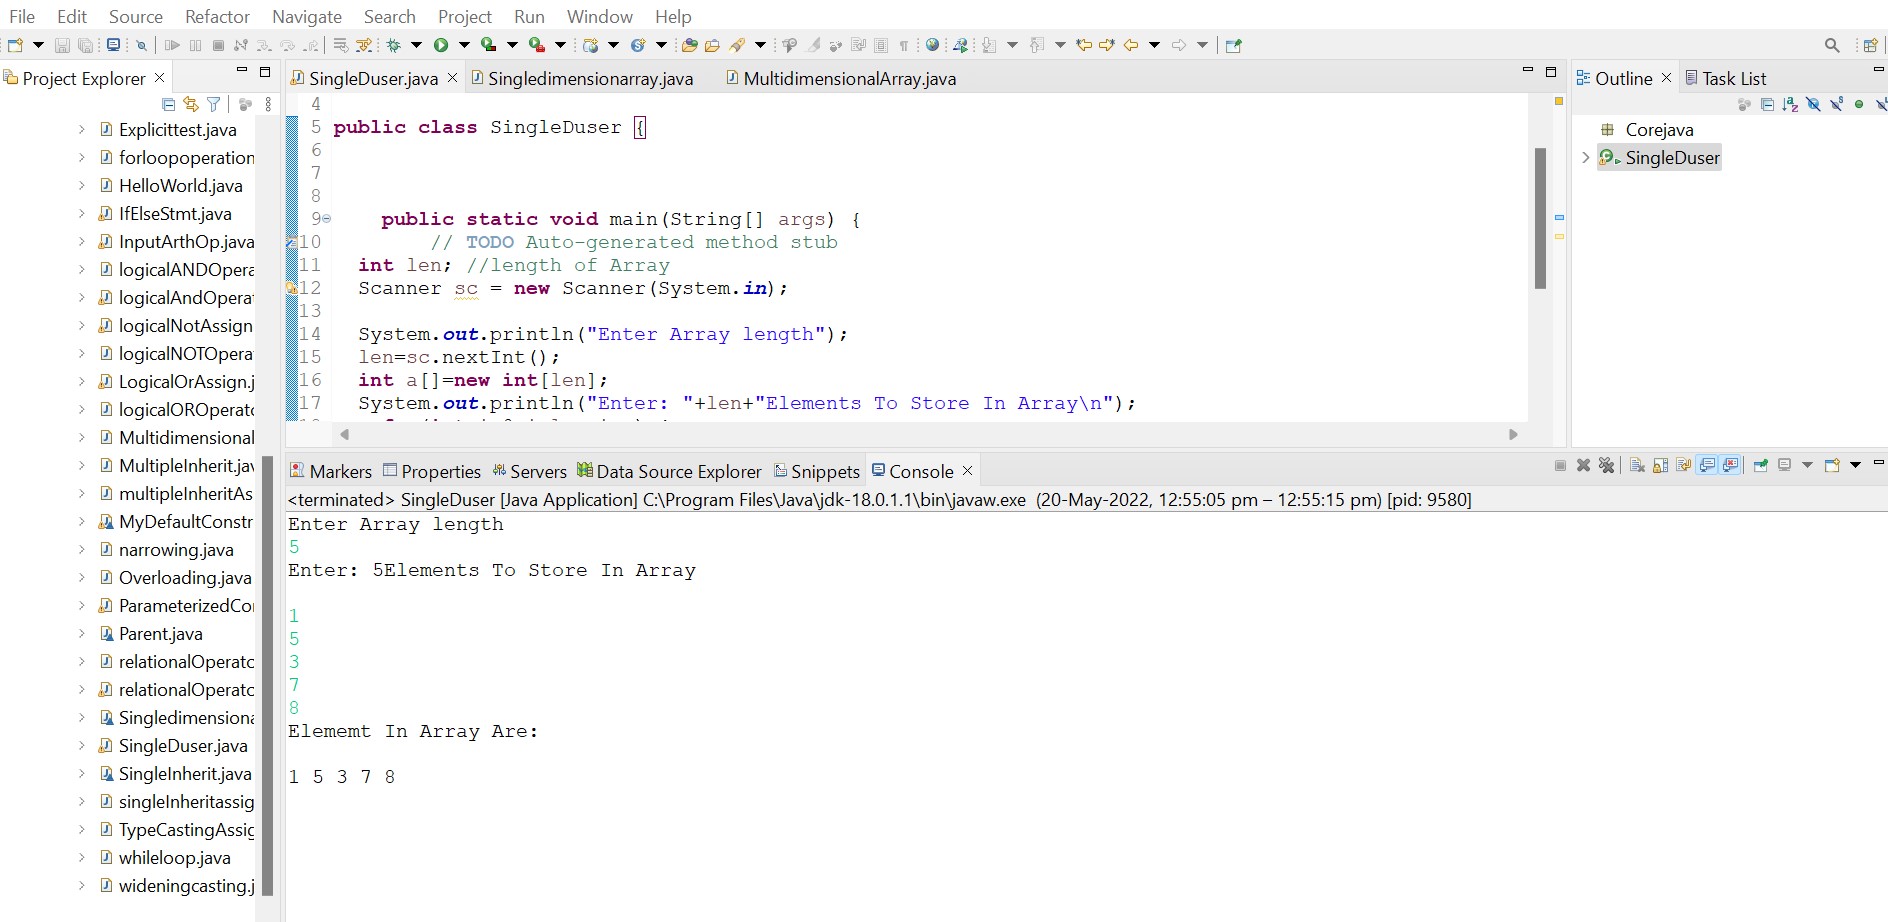 File Edit Source Refactor Navigate Search Project Run Window Help
Project Explorer
Explicittest.java
forloopoperation
HelloWorld.java
IfElseStmt.java
InputArthOp.java
logicalANDOpera
logicalAndOperat
logicalNotAssign
logicalNOTOpera
LogicalOrAssign.j
logicalOROperato
Multidimensional
MultipleInherit.jav
multipleInheritAs
MyDefaultConstr
narrowing.java
Overloading.java
ParameterizedCo
Parent.java
relationalOperato
relationalOperato
Singledimensiona
SingleDuser.java
SingleInherit.java
singleInheritassig
TypeCastingAssig
whileloop.java
wideningcasting.j
SingleDuser.java Singledimensionarray.java MultidimensionalArray.java
4
5 public class SingleDuser {
6
7
8
9 public static void main(String[] args) {
10 // TODO Auto-generated method stub
11 int len; //length of Array
12 Scanner sc = new Scanner(System.in);
13
14 System.out.println("Enter Array length");
15 len=sc.nextInt();
16 int a[]=new int[len];
17 System.out.println("Enter: "+len+"Elements To Store In Array\n");
Outline Task List
Corejava
SingleDuser
Markers Properties Servers Data Source Explorer Snippets Console
<terminated> SingleDuser [Java Application] C:\Program Files\Java\jdk-18.0.1.1\bin\javaw.exe (20-May-2022, 12:55:05 pm – 12:55:15 pm) [pid: 9580]
Enter Array length
5
Enter: 5Elements To Store In Array
1
5
3
7
8
Elememt In Array Are:
1 5 3 7 8